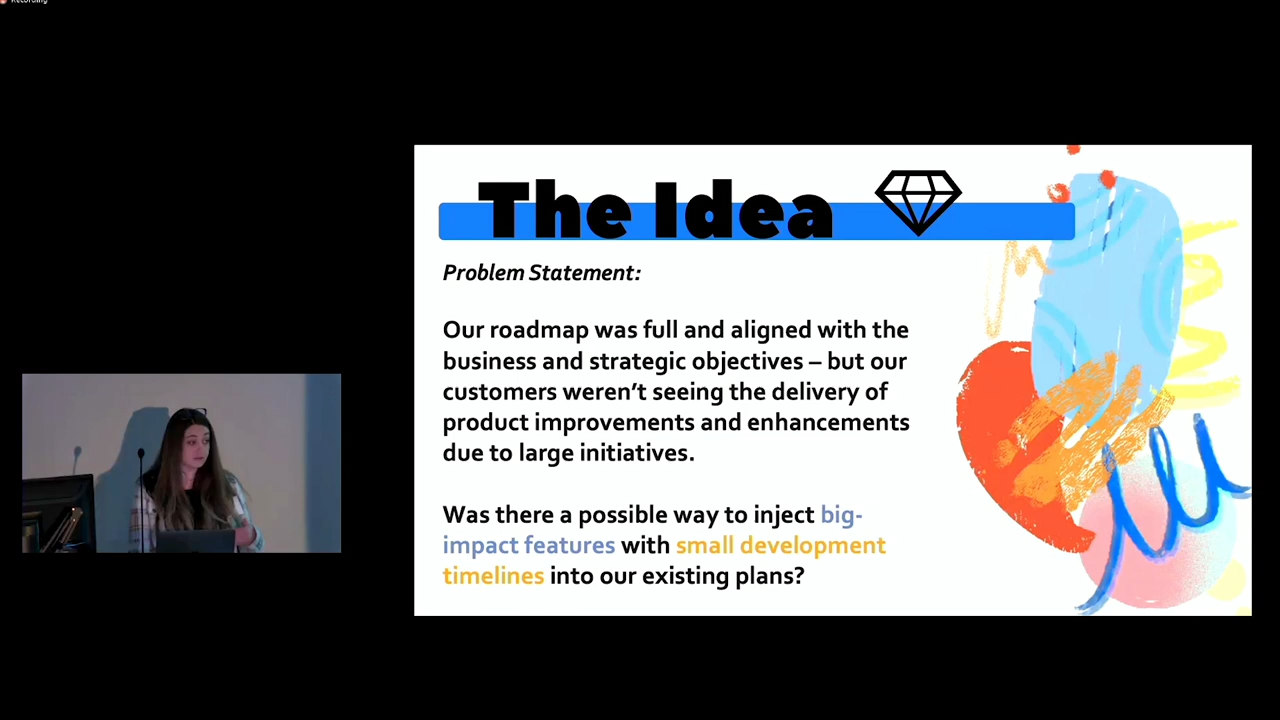 Recording
The Idea
Problem Statement:
Our roadmap was full and aligned with the
business and strategic objectives – but our
customers weren't seeing the delivery of
product improvements and enhancements
due to large initiatives.
Was there a possible way to inject big-
impact features with small development
timelines into our existing plans?